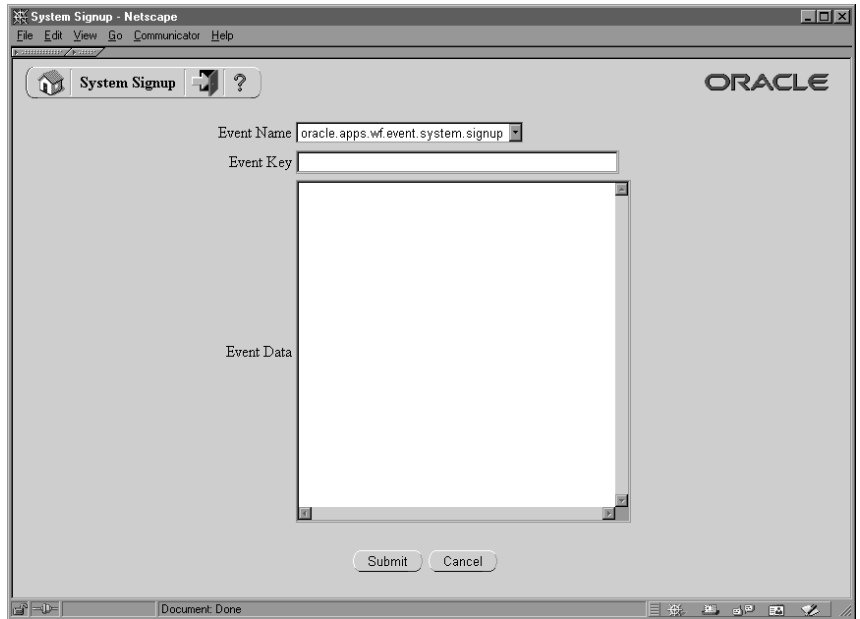 System Signup - Netscape
File Edit View Go Communicator Help
System Signup ?
ORACLE
Event Name oracle.apps.wf.event.system.signup
Event Key
Event Data
Submit Cancel
Document: Done